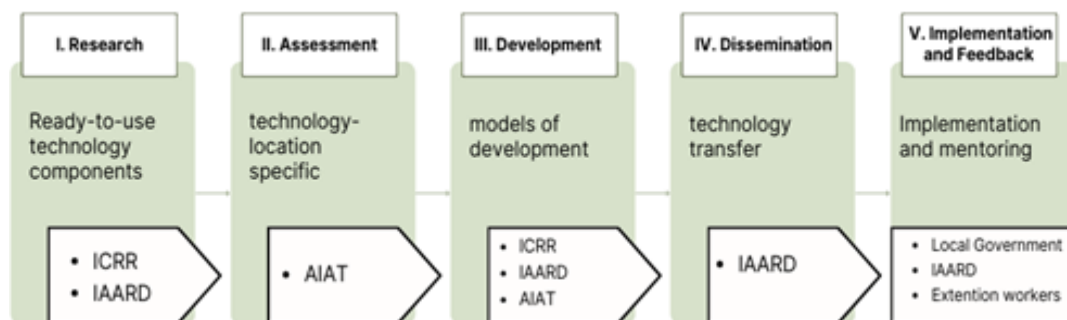 I. Research
Ready-to-use
technology
components
• ICRR
• IAARD
II. Assessment
technology-
location
specific
• AIAT
III. Development
models of
development
• ICRR
• IAARD
• AIAT
IV. Dissemination
technology
transfer
• IAARD
V. Implementation
and Feedback
Implementation
and mentoring
• Local Government
• IAARD
• Extention workers